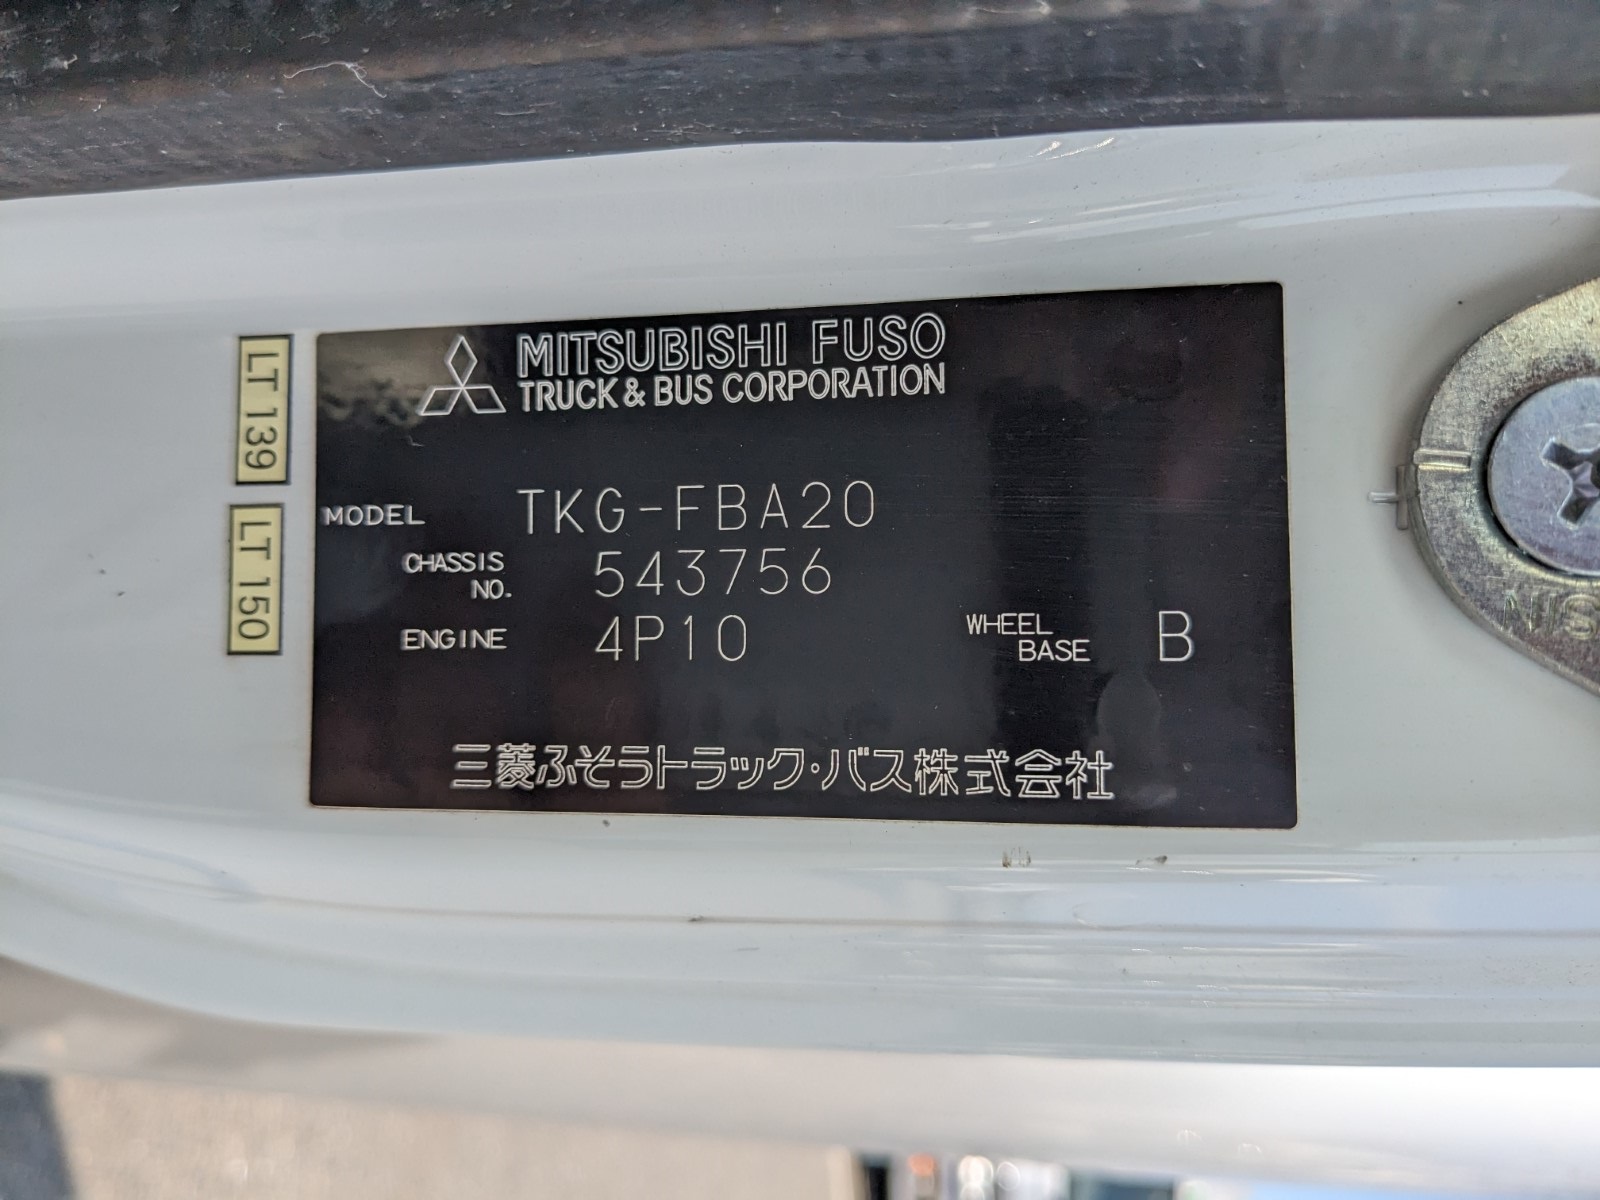 MITSUBISHI FUSO
TRUCK & BUS CORPORATION
LT 139
LT 150
MODEL TKG-FBA20
CHASSIS NO. 543756
ENGINE 4P10
WHEEL BASE B
三菱ふそうトラック・バス株式会社